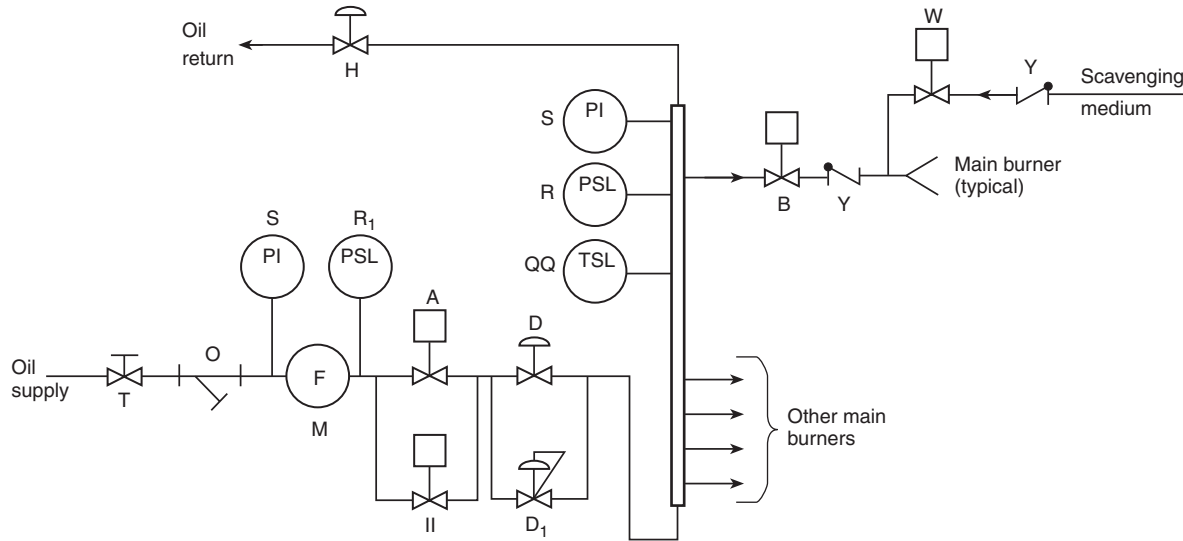 Oil
return
H
W
Y
Scavenging
medium
S
PI
B
Y
Main burner
(typical)
R
PSL
QQ
TSL
S
PI
R1
PSL
A
D
Oil
supply
T
O
F
M
II
D1
Other main
burners